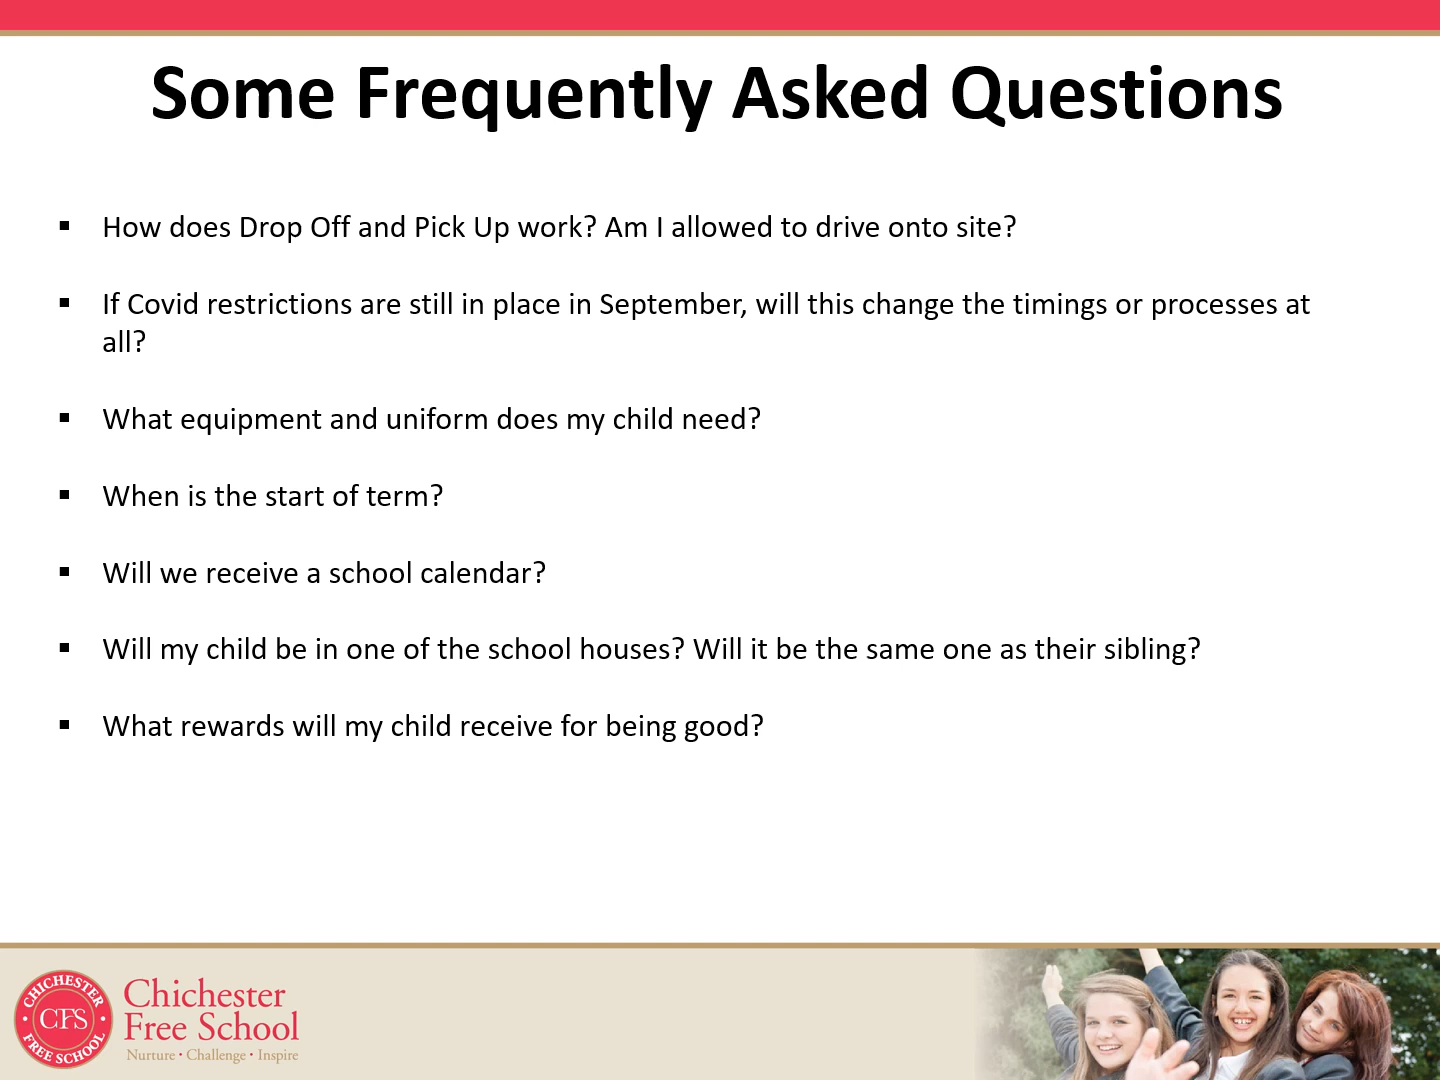 Some Frequently Asked Questions
▪ How does Drop Off and Pick Up work? Am I allowed to drive onto site?
▪ If Covid restrictions are still in place in September, will this change the timings or processes at
all?
▪ What equipment and uniform does my child need?
▪ When is the start of term?
▪ Will we receive a school calendar?
▪ Will my child be in one of the school houses? Will it be the same one as their sibling?
▪ What rewards will my child receive for being good?
CHICHESTER
CFS
FREE SCHOOL
Chichester
Free School
Nurture • Challenge • Inspire